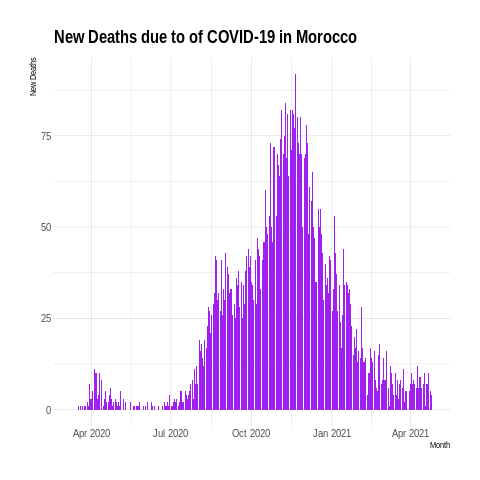 New Deaths due to of COVID-19 in Morocco
New Deaths
75
50
25
0
Apr 2020 Jul 2020 Oct 2020 Jan 2021 Apr 2021
Month